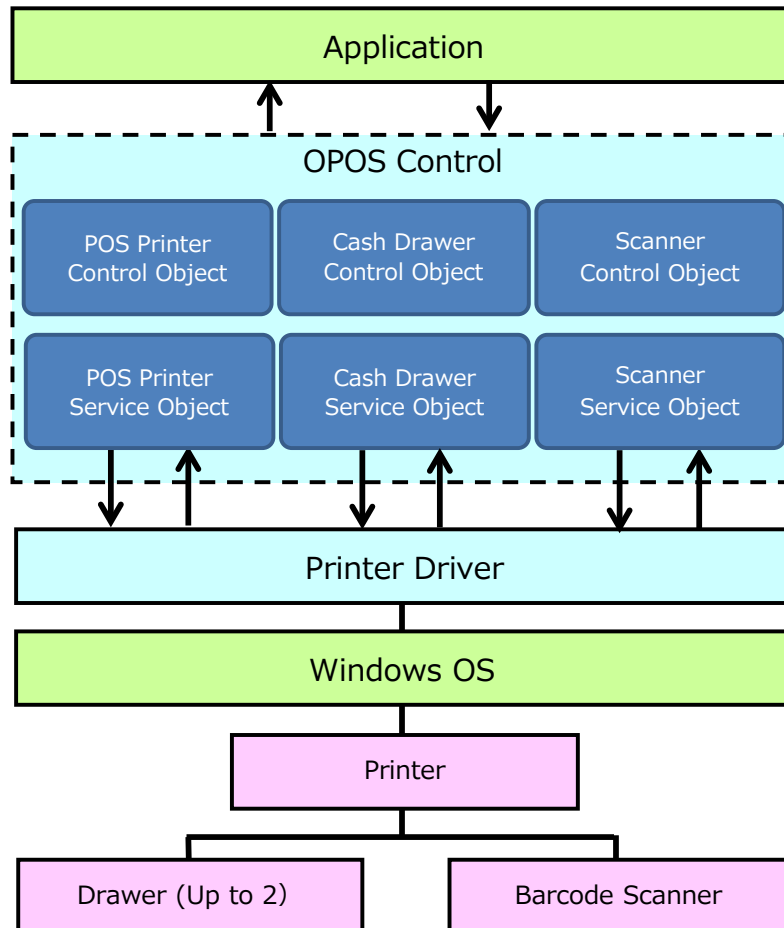 Application
OPOS Control
POS Printer
Control Object
Cash Drawer
Control Object
Scanner
Control Object
POS Printer
Service Object
Cash Drawer
Service Object
Scanner
Service Object
Printer Driver
Windows OS
Printer
Drawer (Up to 2)
Barcode Scanner